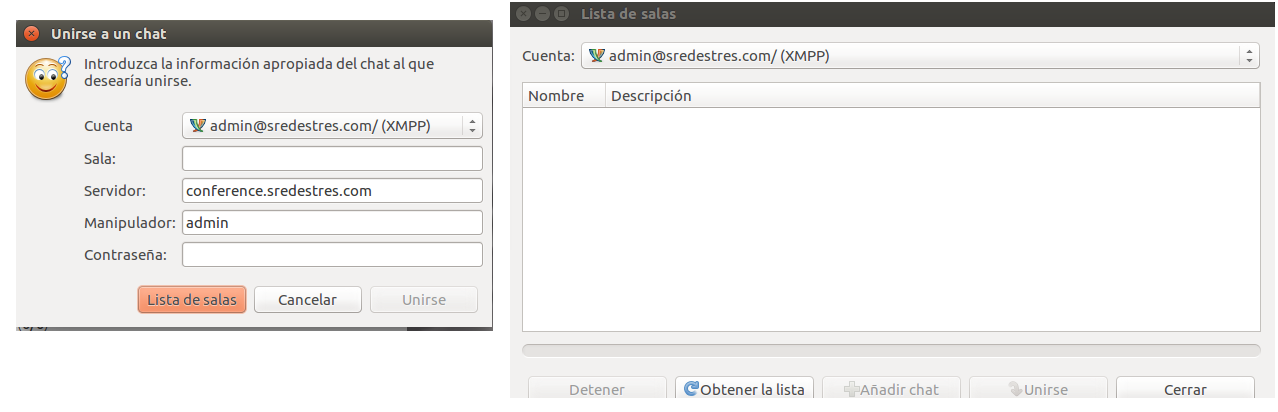 Unirse a un chat
Introduzca la información apropiada del chat al que
desearía unirse.
Cuenta admin@sredestres.com/ (XMPP)
Sala:
Servidor: conference.sredestres.com
Manipulador: admin
Contraseña:
Lista de salas Cancelar Unirse
Lista de salas
Cuenta: admin@sredestres.com/ (XMPP)
Nombre Descripción
Detener Obtener la lista Añadir chat Unirse Cerrar